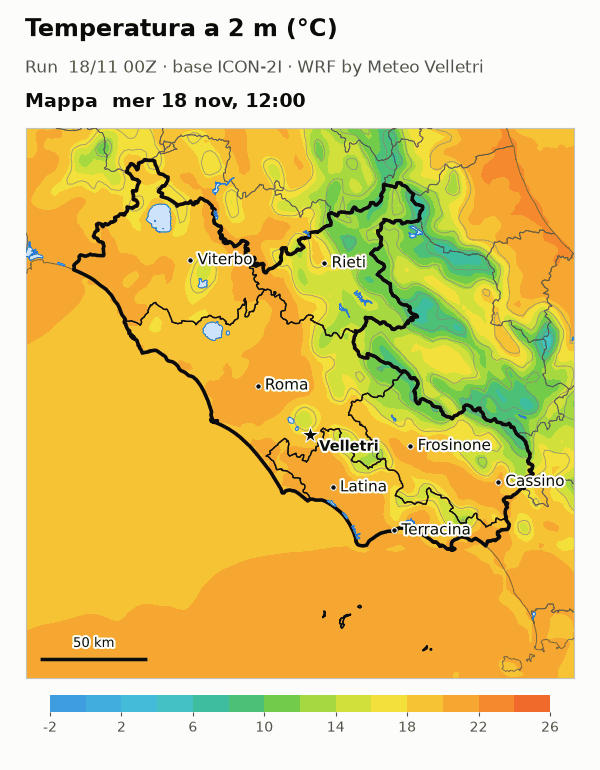 Temperatura a 2 m (°C)
Run  18/11 00Z · base ICON-2I · WRF by Meteo Velletri
Mappa  mer 18 nov, 12:00
Viterbo
Rieti
Roma
Velletri
Frosinone
Cassino
Latina
Terracina
50 km
-2 2 6 10 14 18 22 26